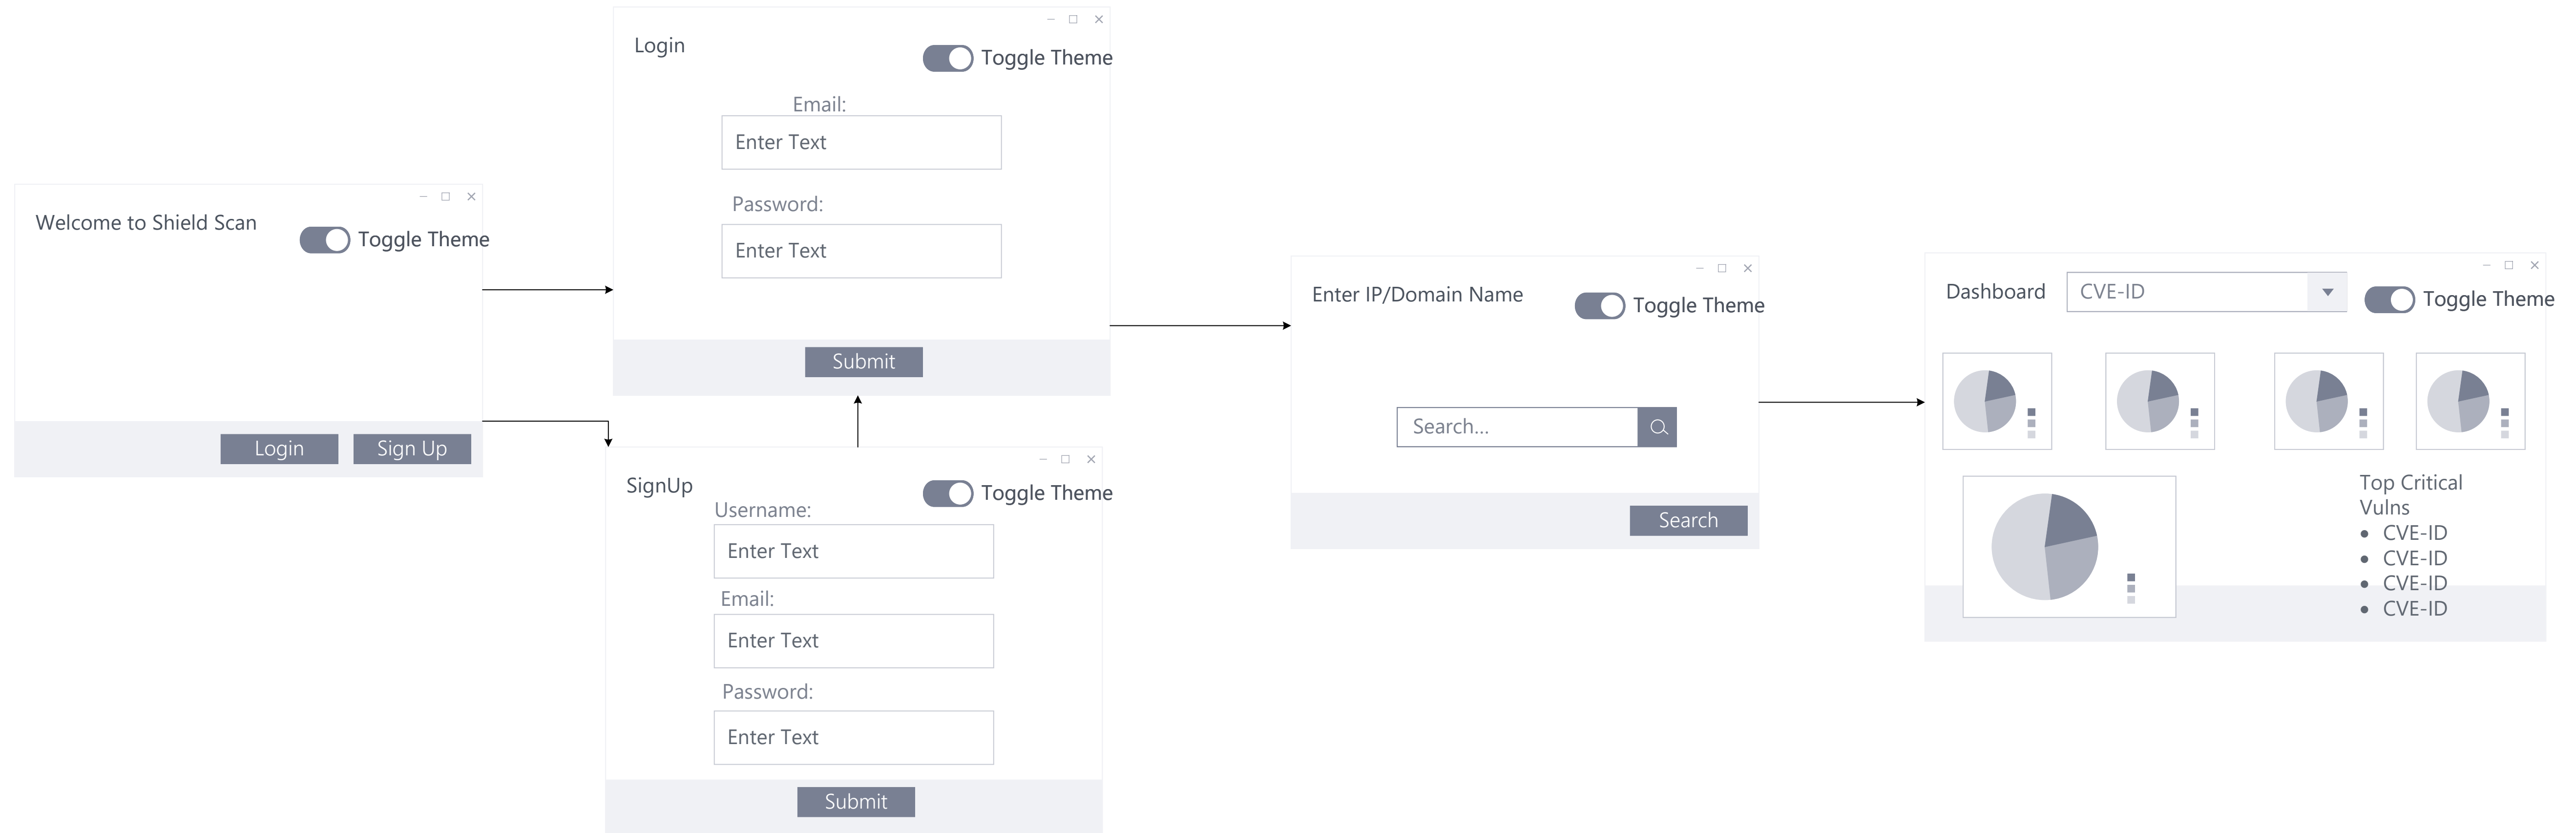 Welcome to Shield Scan
Toggle Theme
Login
Sign Up
Login
Toggle Theme
Email:
Enter Text
Password:
Enter Text
Submit
SignUp
Toggle Theme
Username:
Enter Text
Email:
Enter Text
Password:
Enter Text
Submit
Enter IP/Domain Name
Toggle Theme
Search...
Search
Dashboard
CVE-ID
Toggle Theme
Top Critical
Vulns
• CVE-ID
• CVE-ID
• CVE-ID
• CVE-ID